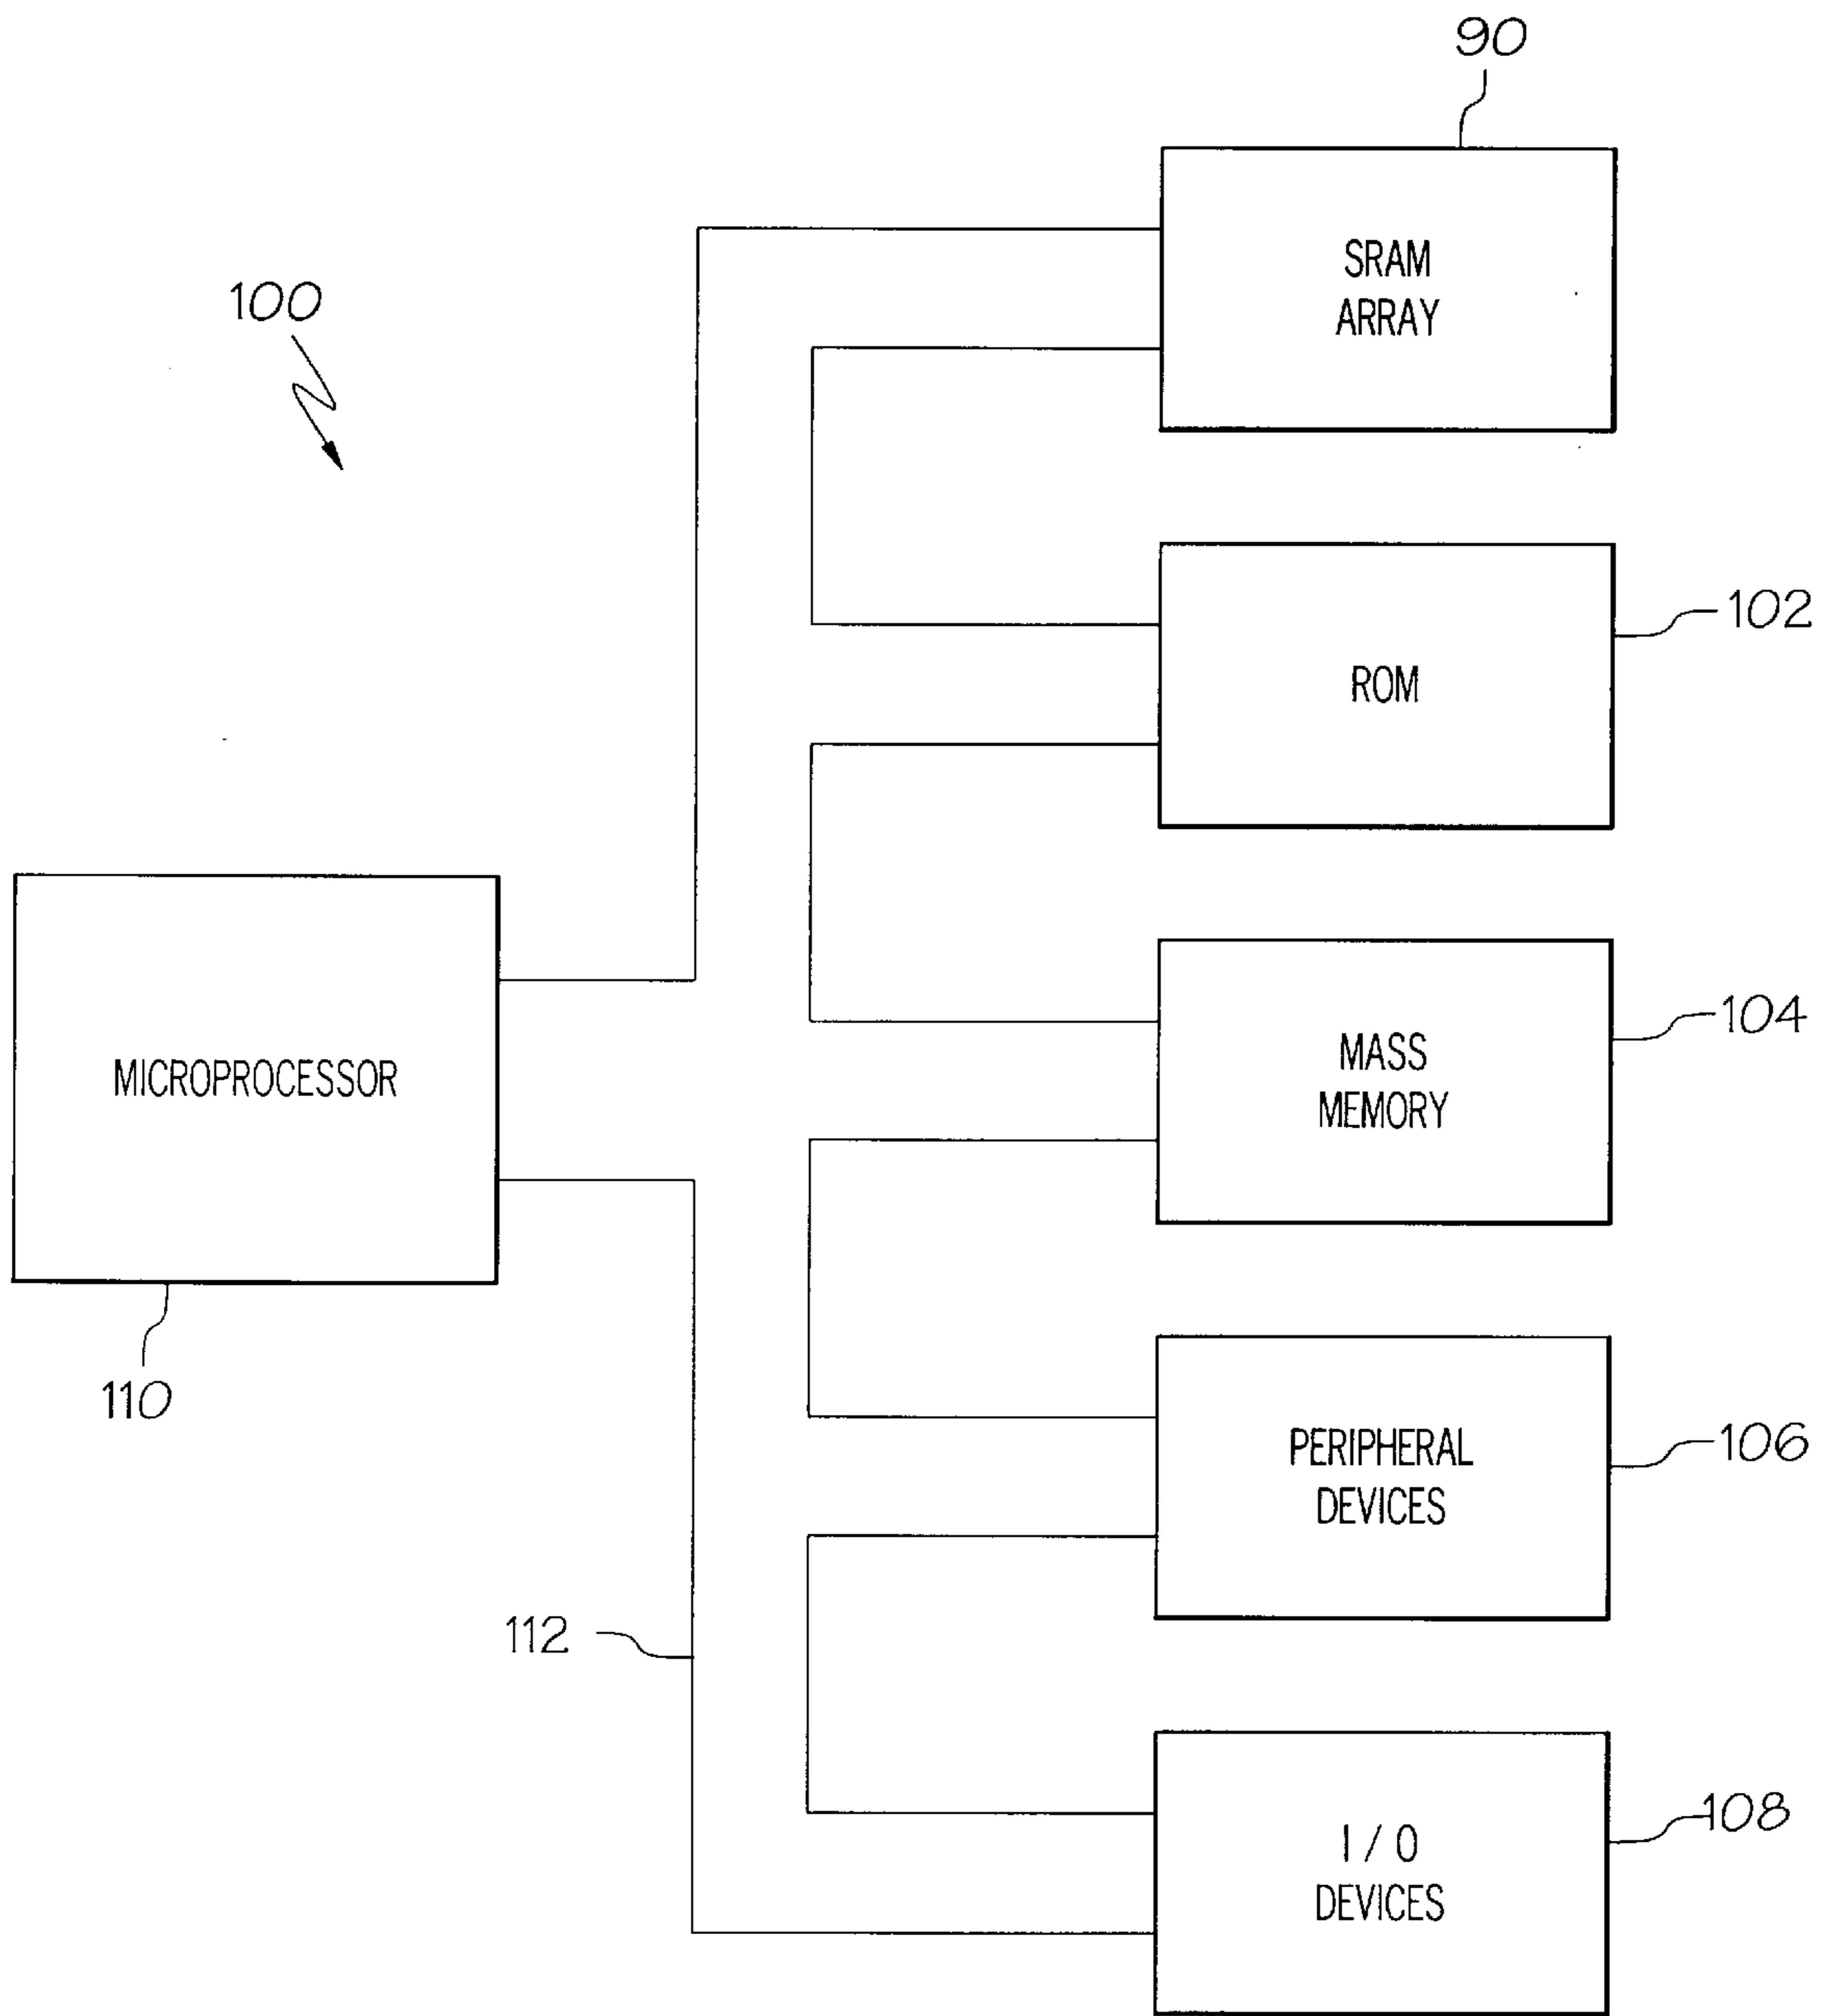 90
SRAM
ARRAY
100
102
ROM
104
MASS
MEMORY
MICROPROCESSOR
110
106
PERIPHERAL
DEVICES
112
108
I / O
DEVICES